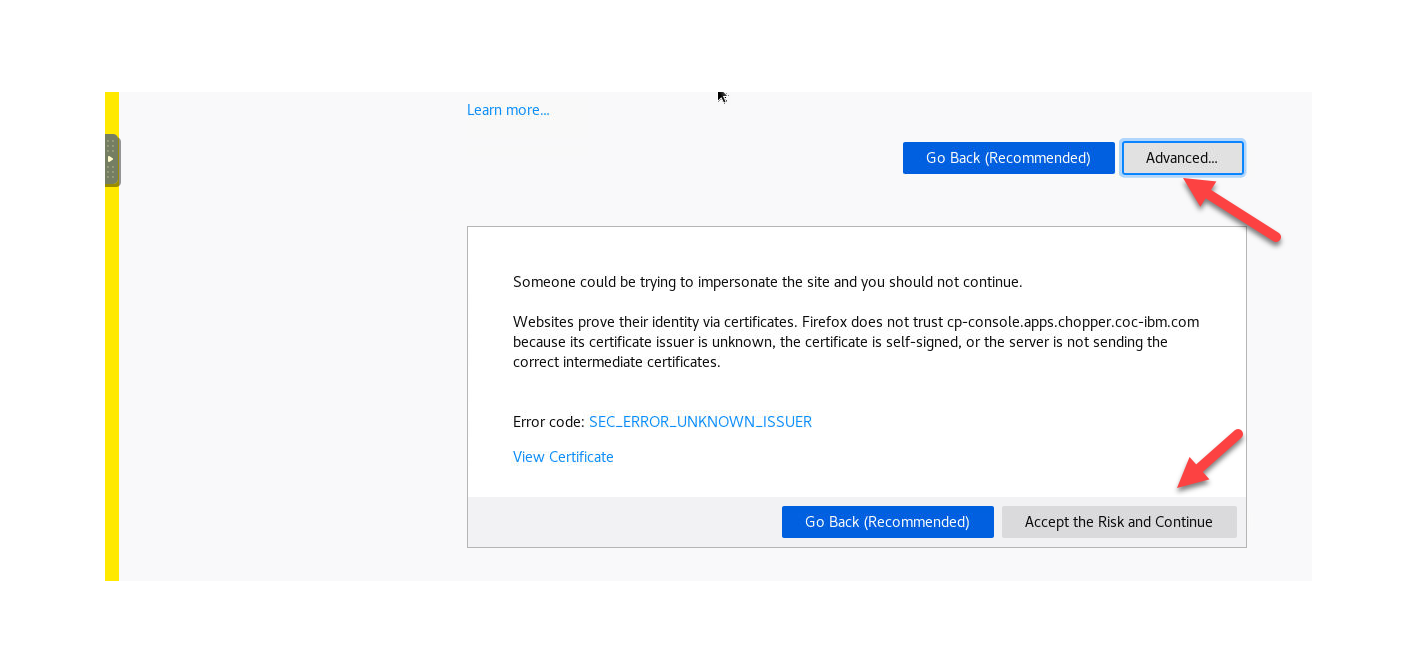 Learn more...
Go Back (Recommended) Advanced...
Someone could be trying to impersonate the site and you should not continue.
Websites prove their identity via certificates. Firefox does not trust cp-console.apps.chopper.coc-ibm.com
because its certificate issuer is unknown, the certificate is self-signed, or the server is not sending the
correct intermediate certificates.
Error code: SEC_ERROR_UNKNOWN_ISSUER
View Certificate
Go Back (Recommended) Accept the Risk and Continue